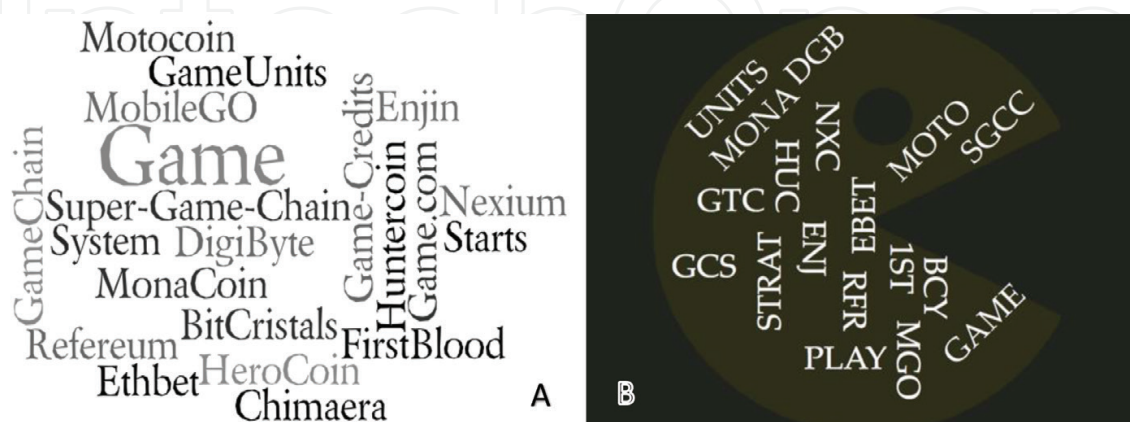 Motocoin
GameUnits
MobileGO
Game-Credits
Enjin
Game
GameChain
Huntercoin
Game.com
Super-Game-Chain
Nexium
System
DigiByte
Starts
MonaCoin
BitCristals
Refereum
FirstBlood
Ethbet
HeroCoin
Chimaera
A
UNITS
MONA
DGB
NXC
HUC
MOTO
SGCC
GTC
EBET
ENJ
GCS
STRAT
1ST
BCY
RFR
GAME
PLAY
MGO
B